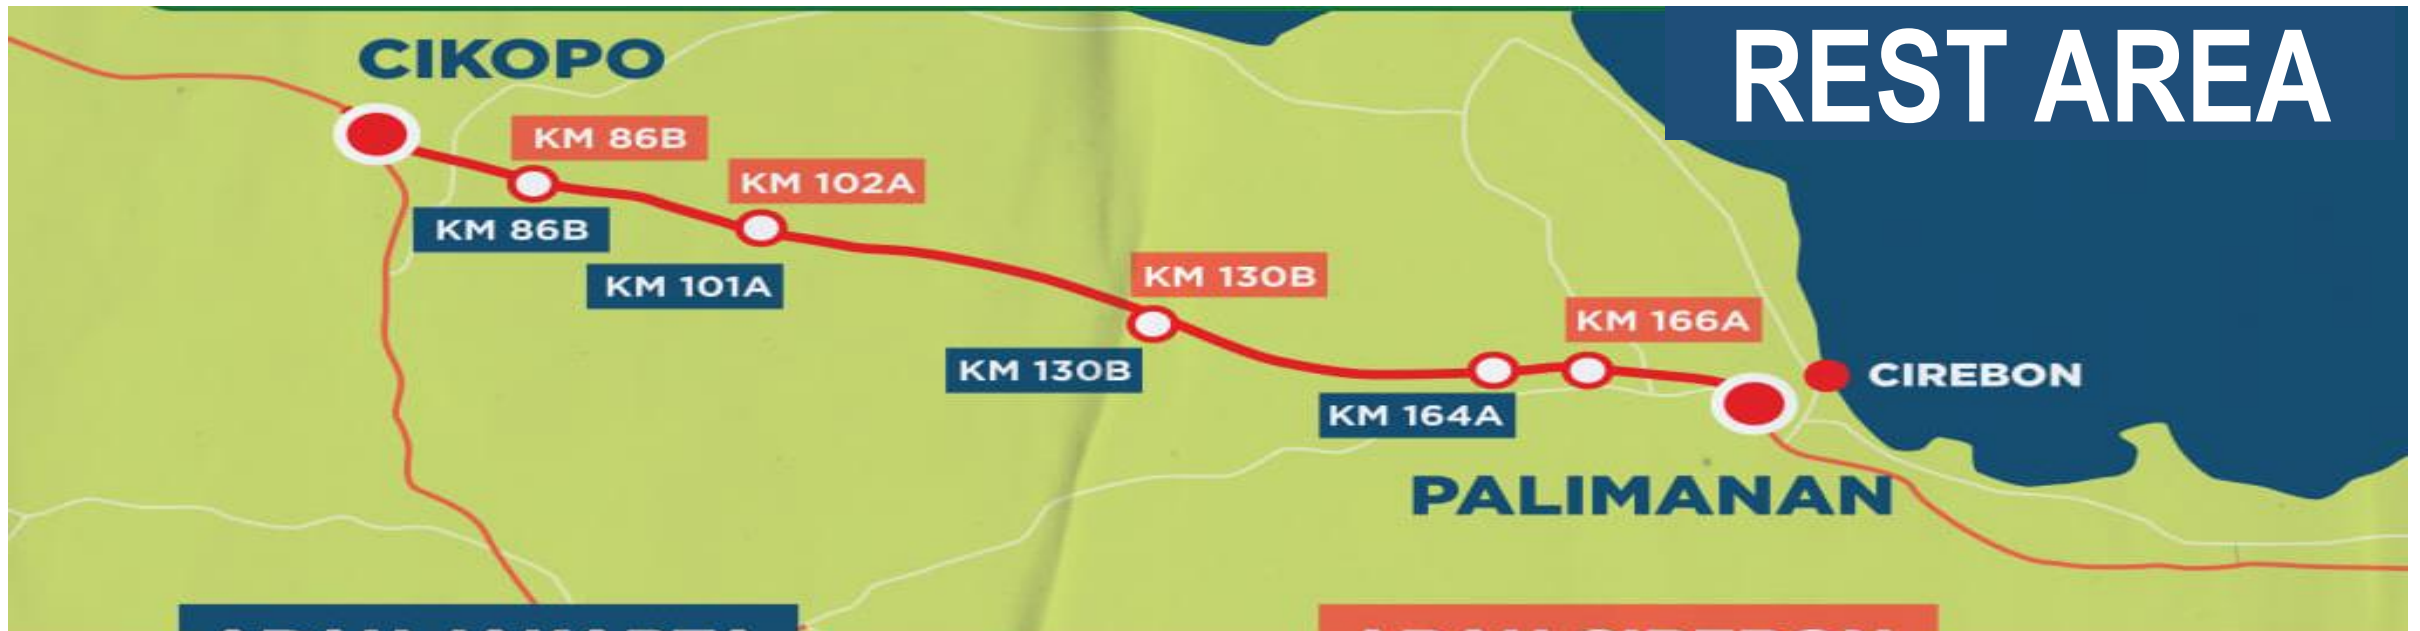 REST AREA
CIKOPO
KM 86B
KM 102A
KM 86B
KM 101A
KM 130B
KM 130B
KM 166A
KM 164A
CIREBON
PALIMANAN